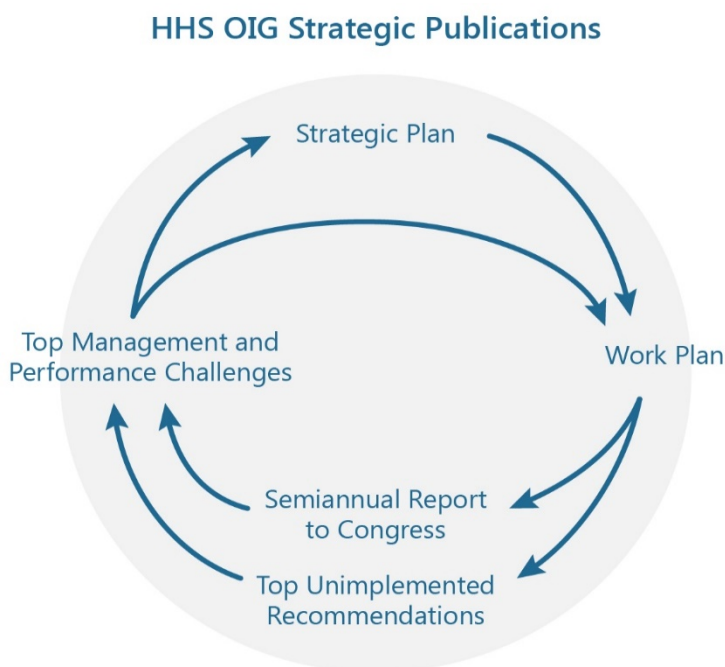 HHS OIG Strategic Publications
Strategic Plan
Top Management and
Performance Challenges
Work Plan
Semiannual Report
to Congress
Top Unimplemented
Recommendations